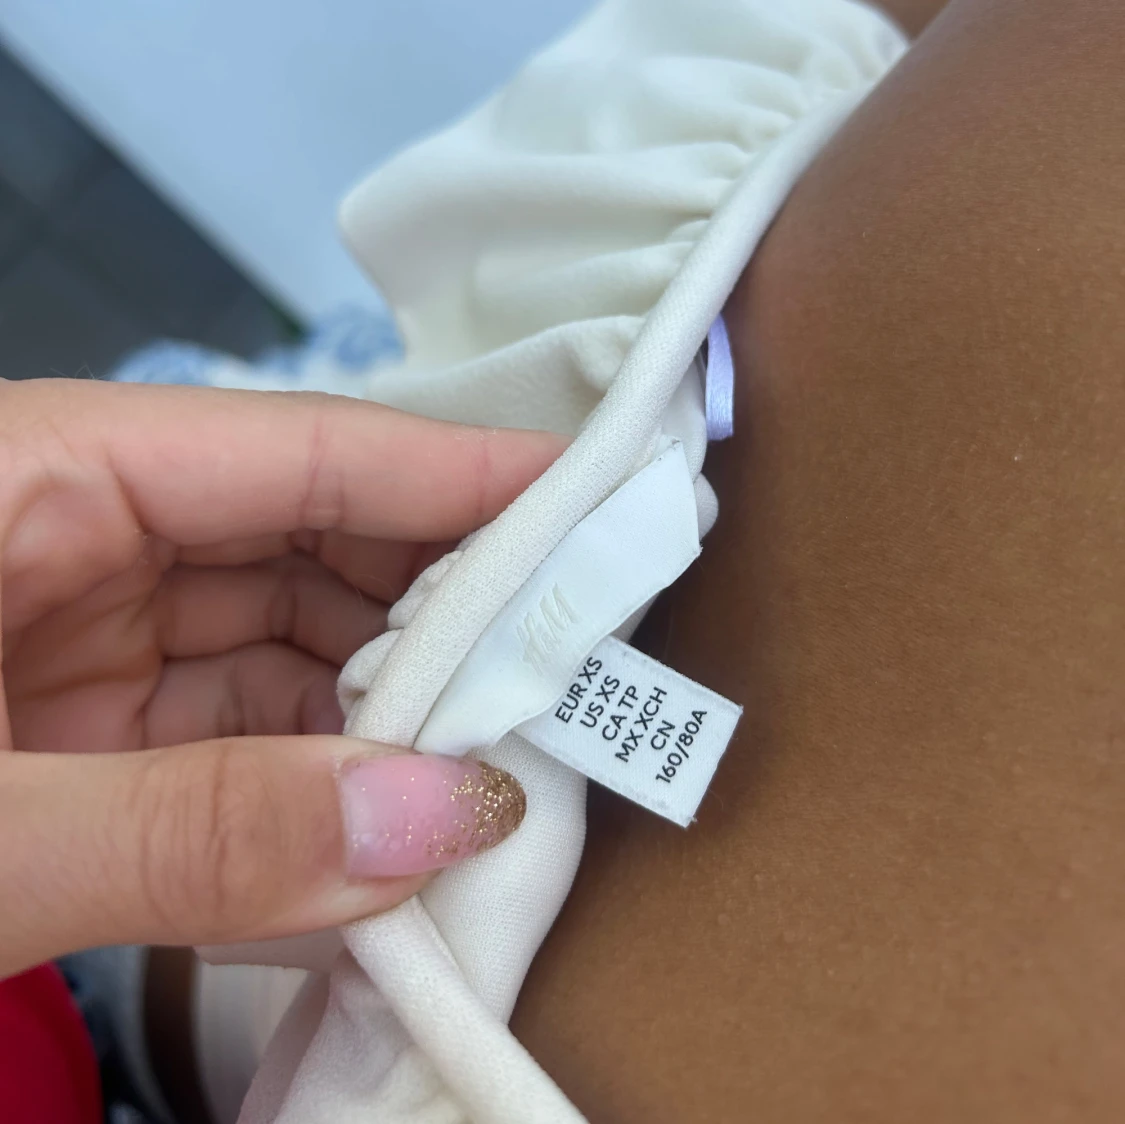 H&M
EUR XS
US XS
CA TP
MX XCH
CN
160/80A